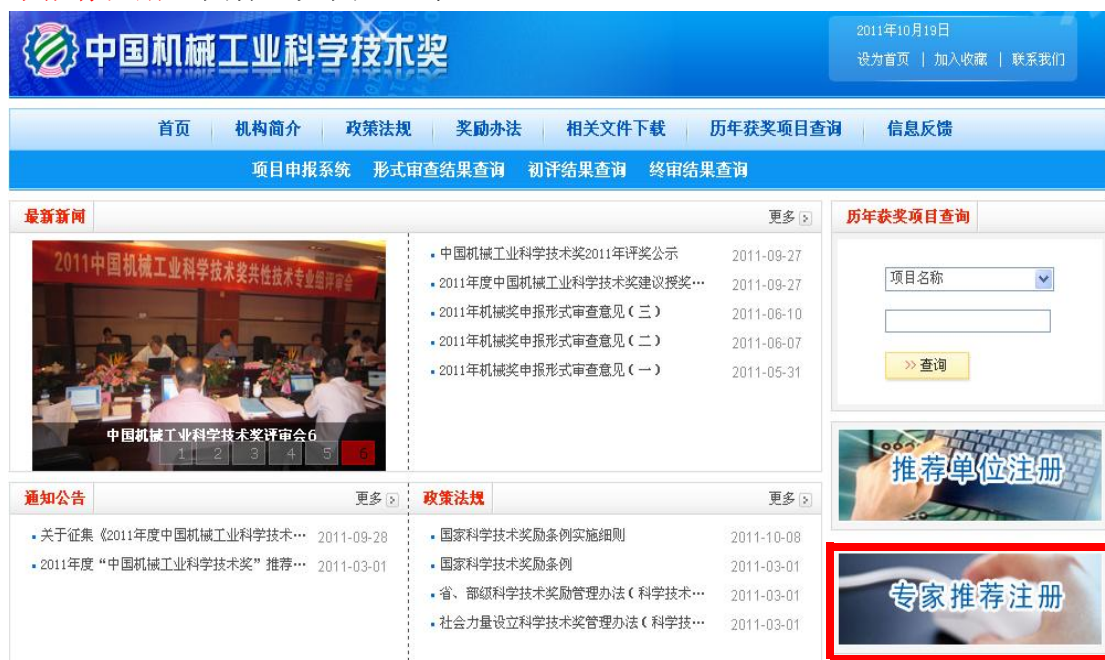 中国机械工业科学技术奖
2011年10月19日
设为首页 | 加入收藏 | 联系我们
首页 机构简介 政策法规 奖励办法 相关文件下载 历年获奖项目查询 信息反馈
项目申报系统 形式审查结果查询 初评结果查询 终审结果查询
最新新闻 更多
2011中国机械工业科学技术奖共性技术专业组评审会
中国机械工业科学技术奖评审会6
1 2 3 4 5 6
中国机械工业科学技术奖2011年评奖公示 2011-09-27
2011年度中国机械工业科学技术奖建议授奖… 2011-09-27
2011年机械奖申报形式审查意见(三) 2011-06-10
2011年机械奖申报形式审查意见(二) 2011-06-07
2011年机械奖申报形式审查意见(一) 2011-05-31
历年获奖项目查询
项目名称
>> 查询
推荐单位注册
专家推荐注册
通知公告 更多
关于征集《2011年度中国机械工业科学技术… 2011-09-28
2011年度“中国机械工业科学技术奖”推荐… 2011-03-01
政策法规 更多
国家科学技术奖励条例实施细则 2011-10-08
国家科学技术奖励条例 2011-03-01
省、部级科学技术奖励管理办法(科学技术… 2011-03-01
社会力量设立科学技术奖管理办法(科学技… 2011-03-01